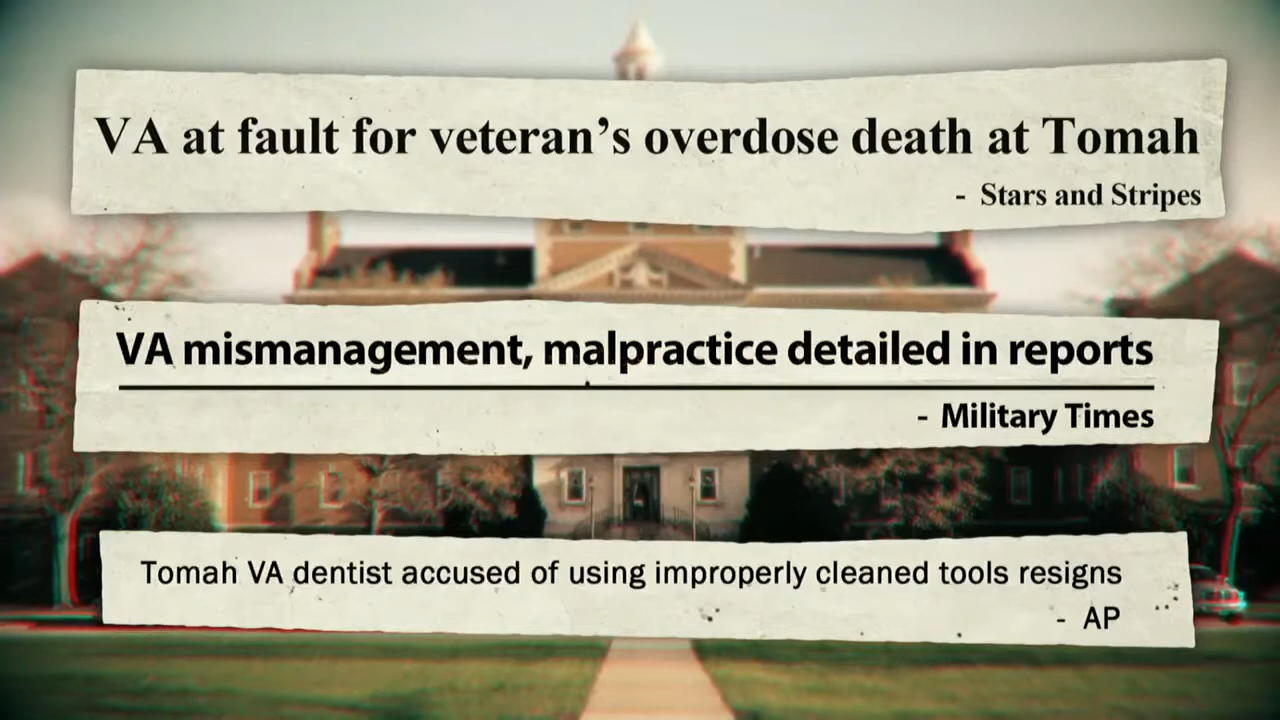 VA at fault for veteran’s overdose death at Tomah
- Stars and Stripes
VA mismanagement, malpractice detailed in reports
- Military Times
Tomah VA dentist accused of using improperly cleaned tools resigns
- AP